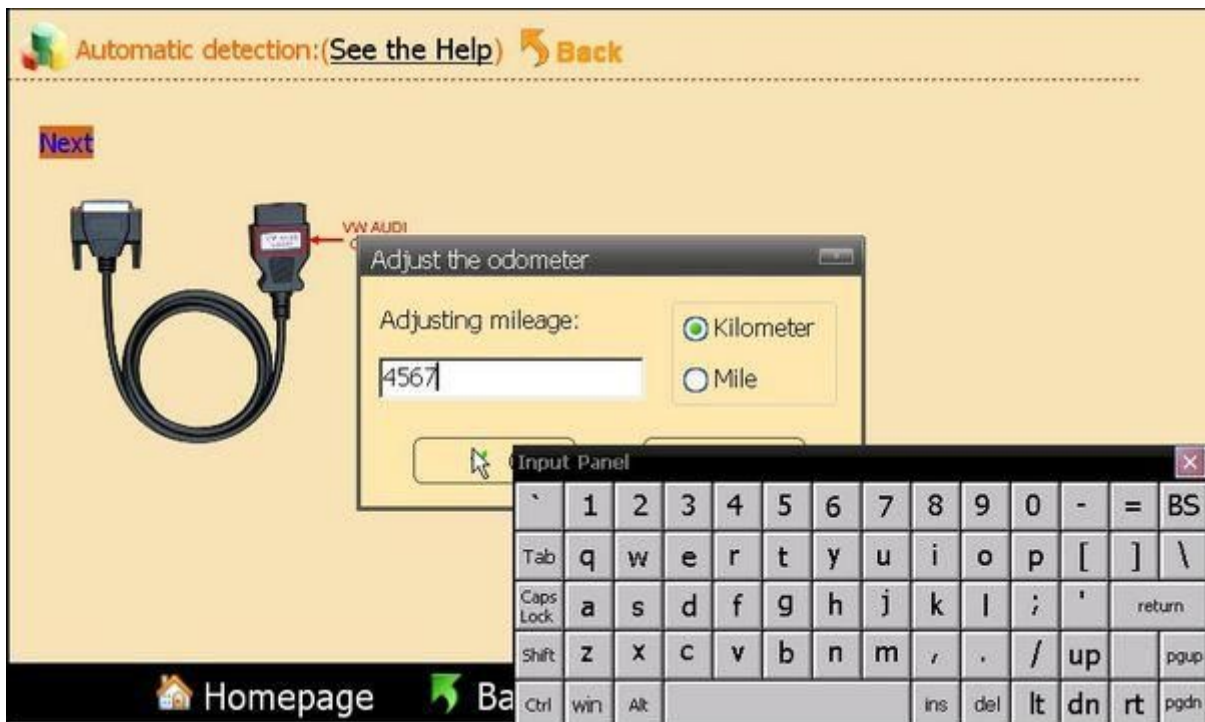 Automatic detection:(See the Help) Back
Next
VW AUDI
Adjust the odometer
Adjusting mileage:
Kilometer
4567
Mile
Input Panel
` 1 2 3 4 5 6 7 8 9 0 - = BS
Tab q w e r t y u i o p [ ] \
Caps Lock a s d f g h j k l ; ' return
Shift z x c v b n m , . / up pgup
Ctrl win Alt ins del lt dn rt pgdn
Homepage Ba